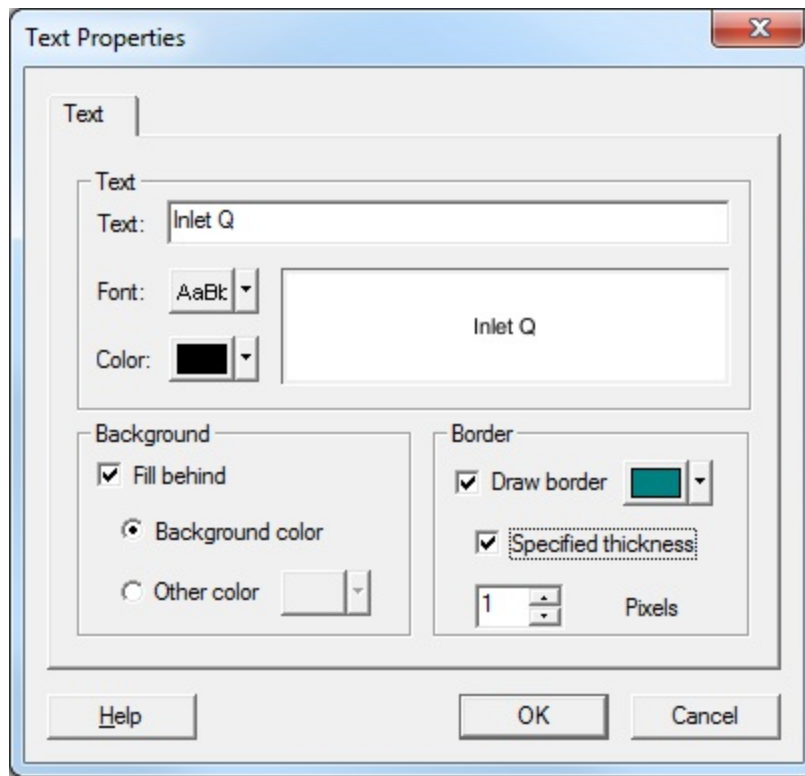 Text Properties
Text
Text
Text: Inlet Q
Font: AaBb
Inlet Q
Color:
Background
Fill behind
Background color
Other color
Border
Draw border
Specified thickness
1 Pixels
Help OK Cancel